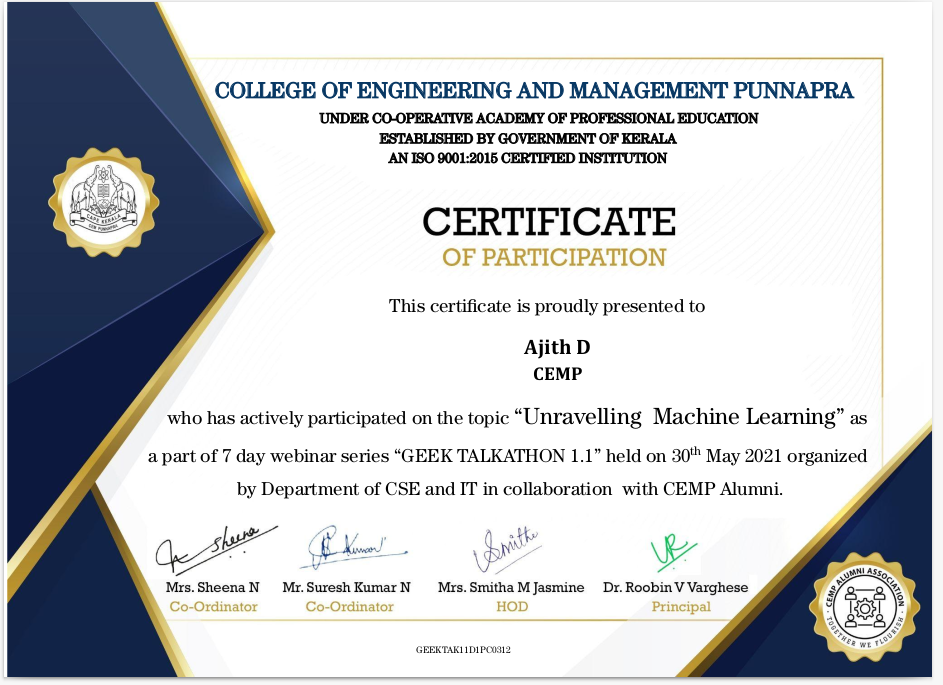 COLLEGE OF ENGINEERING AND MANAGEMENT PUNNAPRA
UNDER CO-OPERATIVE ACADEMY OF PROFESSIONAL EDUCATION
ESTABLISHED BY GOVERNMENT OF KERALA
AN ISO 9001:2015 CERTIFIED INSTITUTION
CAPE KERALA
CEM PUNNAPRA
CERTIFICATE
OF PARTICIPATION
This certificate is proudly presented to
Ajith D
CEMP
who has actively participated on the topic “Unravelling Machine Learning” as
a part of 7 day webinar series “GEEK TALKATHON 1.1” held on 30th May 2021 organized
by Department of CSE and IT in collaboration with CEMP Alumni.
Sheena Kumar Smitha VR
Mrs. Sheena N Mr. Suresh Kumar N Mrs. Smitha M Jasmine Dr. Roobin V Varghese
Co-Ordinator Co-Ordinator HOD Principal
CEMP ALUMNI ASSOCIATION
TOGETHER WE FLOURISH
GEEKTAK11D1PC0312